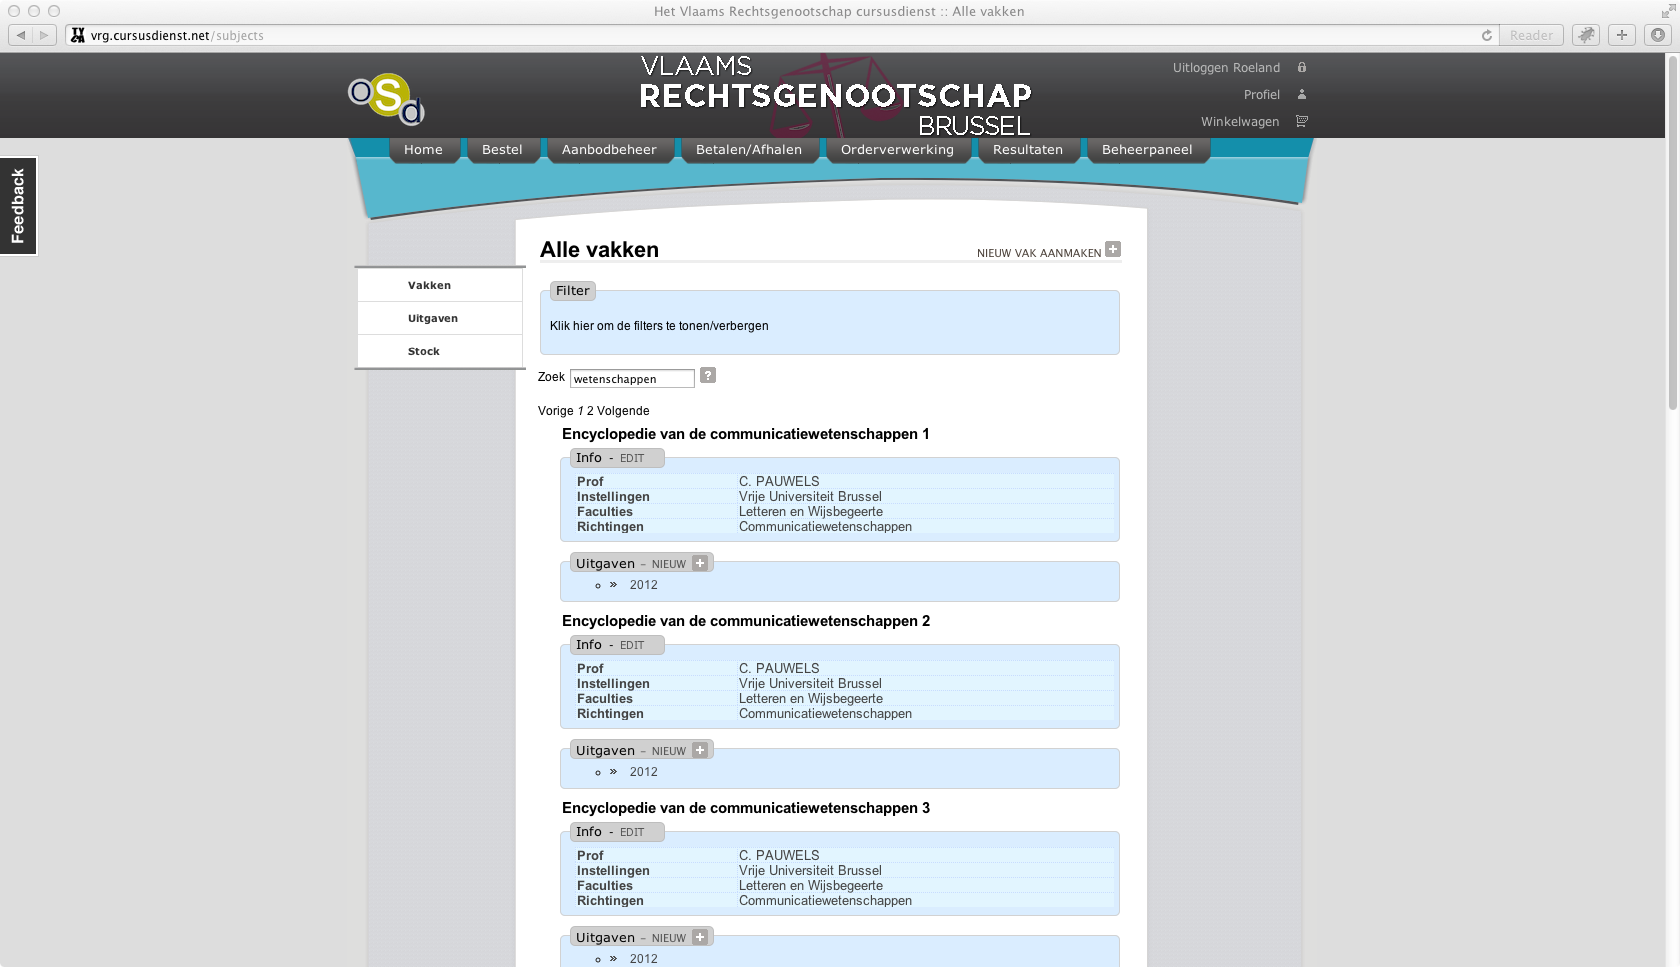 Het Vlaams Rechtsgenootschap cursusdienst :: Alle vakken
vrg.cursusdienst.net/subjects
Reader
osd
VLAAMS
RECHTSGENOOTSCHAP
BRUSSEL
Uitloggen Roeland
Profiel
Winkelwagen
Home Bestel Aanbodbeheer Betalen/Afhalen Orderverwerking Resultaten Beheerpaneel
Feedback
Vakken
Uitgaven
Stock
Alle vakken
NIEUW VAK AANMAKEN +
Filter
Klik hier om de filters te tonen/verbergen
Zoek wetenschappen ?
Vorige 1 2 Volgende
Encyclopedie van de communicatiewetenschappen 1
Info - EDIT
Prof C. PAUWELS
Instellingen Vrije Universiteit Brussel
Faculties Letteren en Wijsbegeerte
Richtingen Communicatiewetenschappen
Uitgaven – NIEUW +
» 2012
Encyclopedie van de communicatiewetenschappen 2
Info - EDIT
Prof C. PAUWELS
Instellingen Vrije Universiteit Brussel
Faculties Letteren en Wijsbegeerte
Richtingen Communicatiewetenschappen
Uitgaven – NIEUW +
» 2012
Encyclopedie van de communicatiewetenschappen 3
Info - EDIT
Prof C. PAUWELS
Instellingen Vrije Universiteit Brussel
Faculties Letteren en Wijsbegeerte
Richtingen Communicatiewetenschappen
Uitgaven – NIEUW +
» 2012